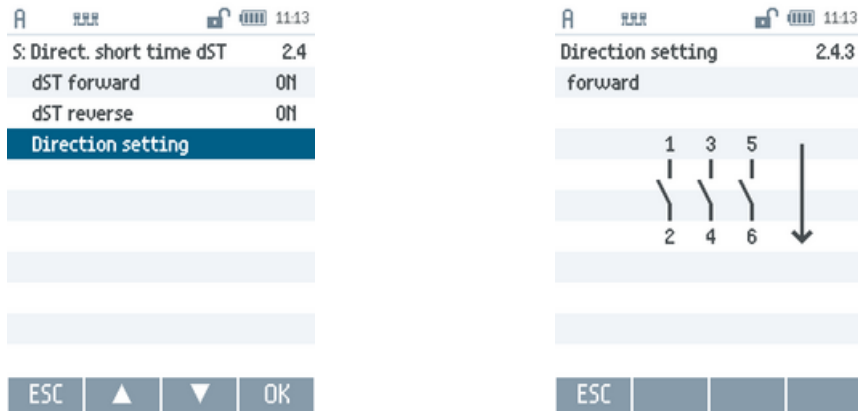 A 11:13
S: Direct. short time dST 2.4
dST forward ON
dST reverse ON
Direction setting
ESC OK
A 11:13
Direction setting 2.4.3
forward
1 3 5
2 4 6
ESC